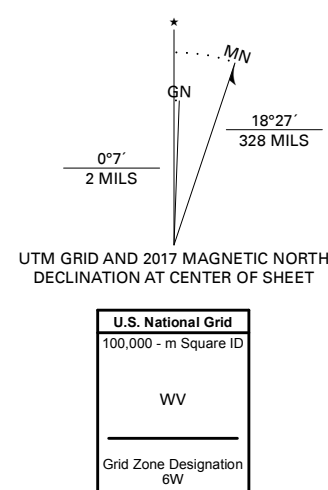 ★
MN
GN
18°27´
328 MILS
0°7´
2 MILS
UTM GRID AND 2017 MAGNETIC NORTH
DECLINATION AT CENTER OF SHEET
U.S. National Grid
100,000 - m Square ID
WV
Grid Zone Designation
6W